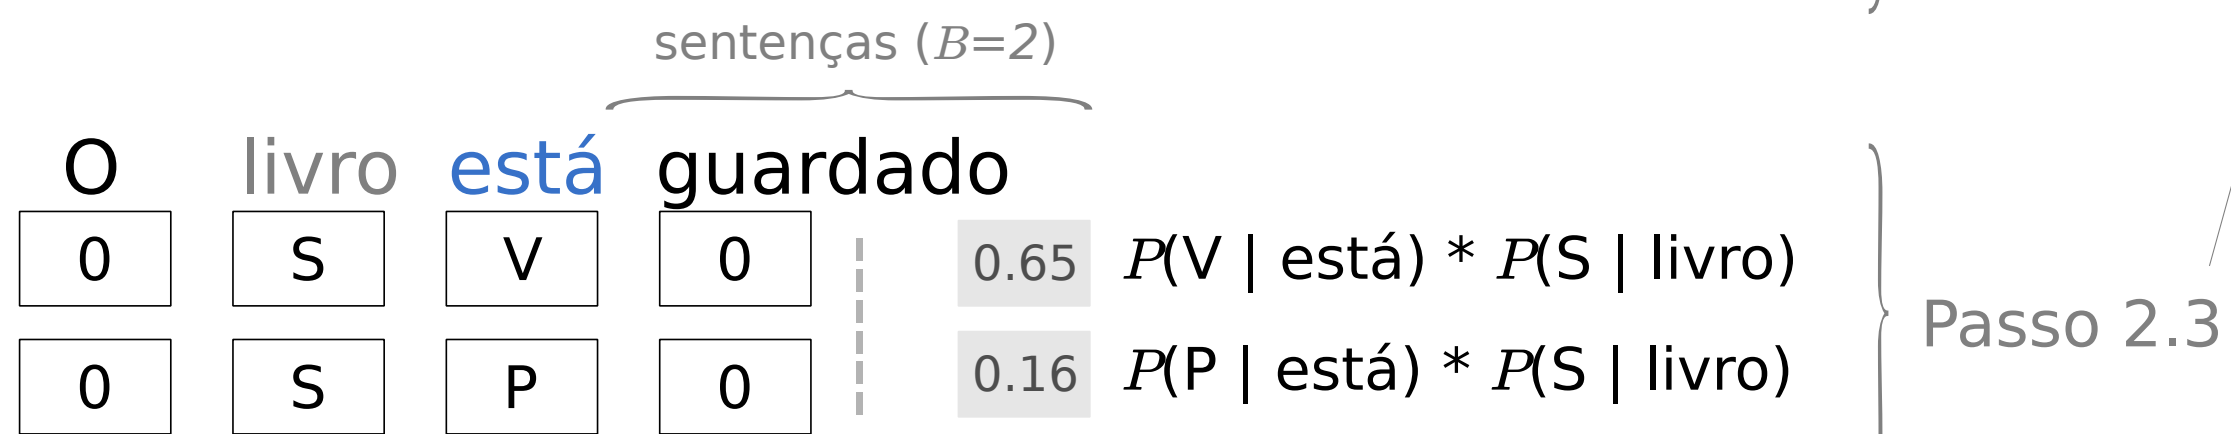 sentenças (B=2)
O livro está guardado
0 S V 0 0.65 P(V | está) * P(S | livro)
Passo 2.3
0 S P 0 0.16 P(P | está) * P(S | livro)